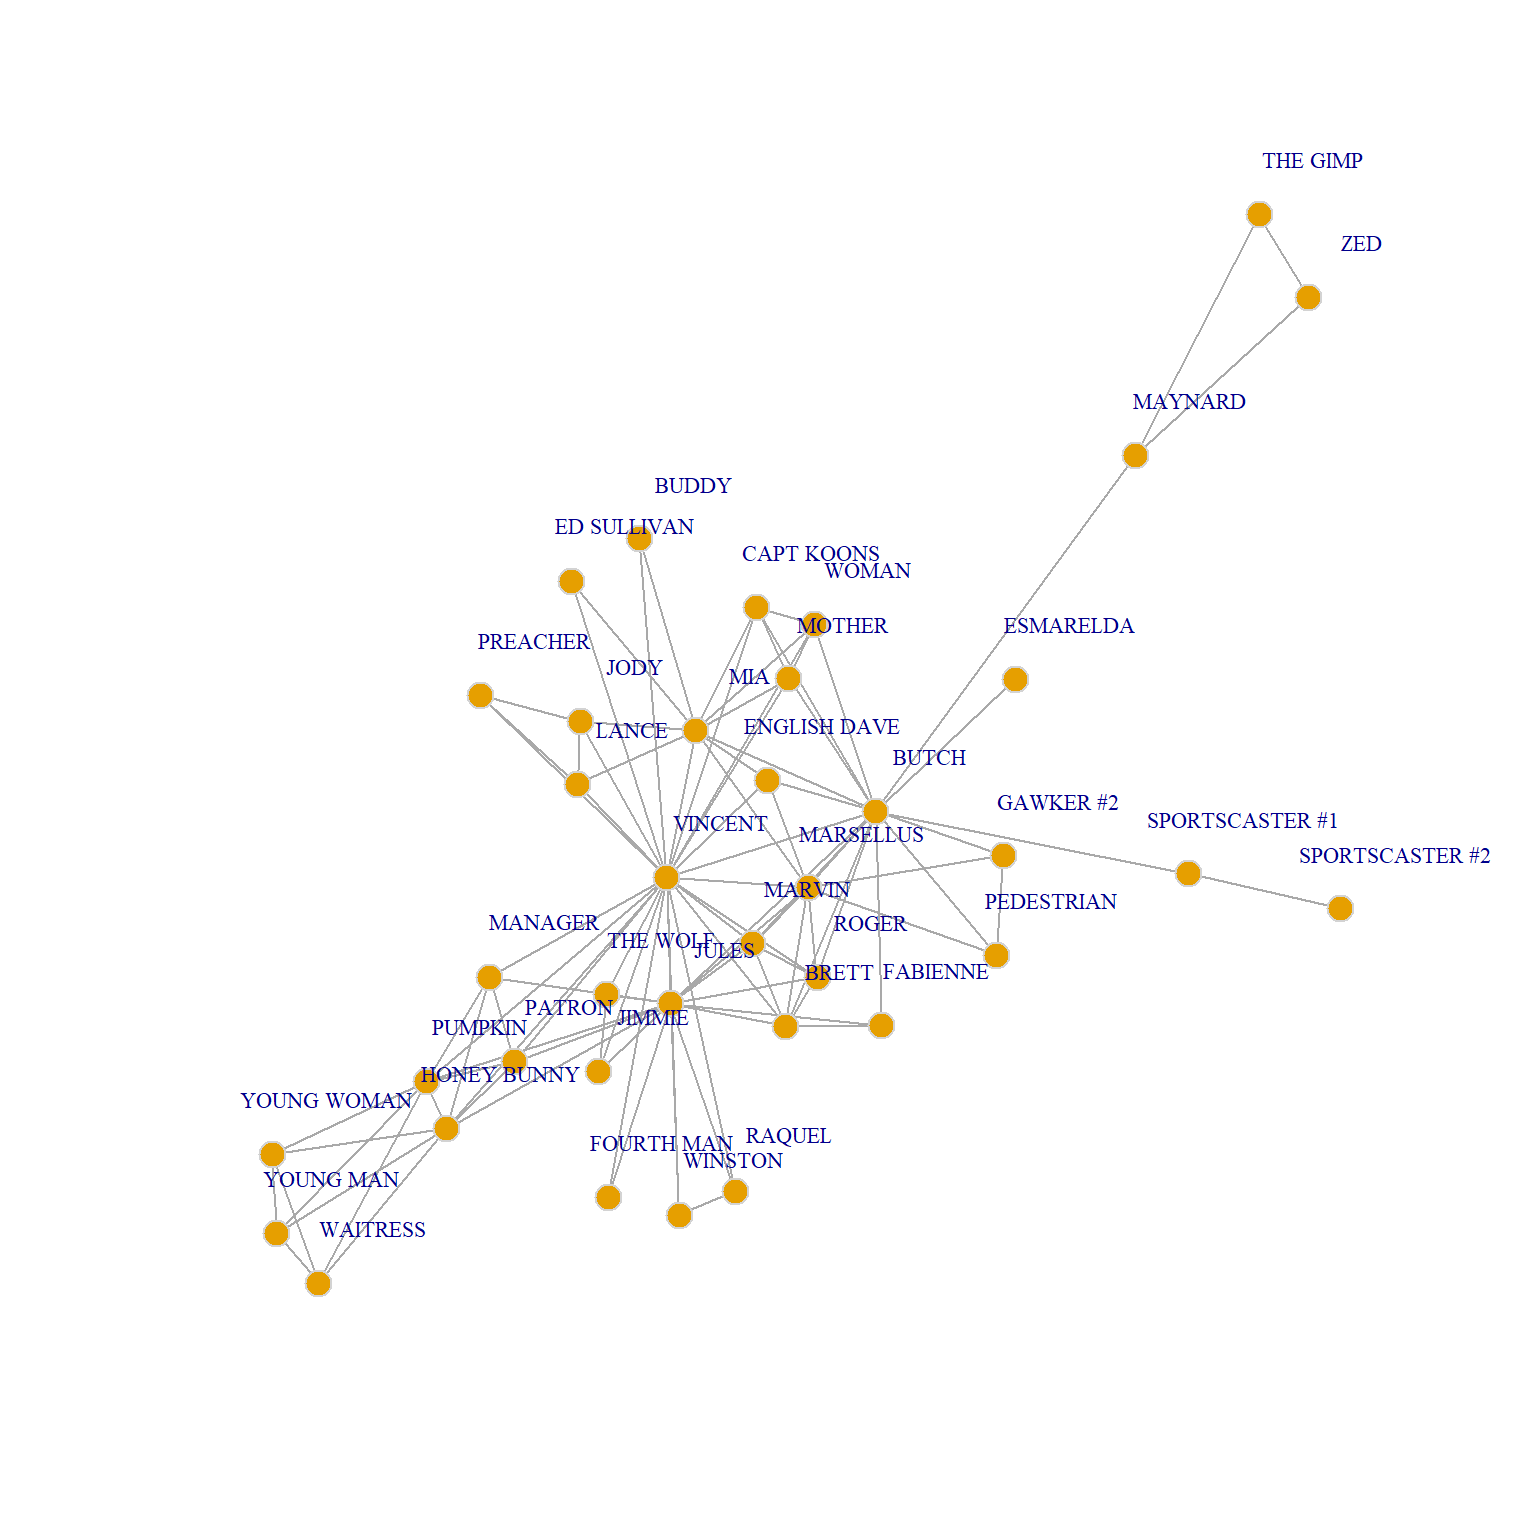 THE GIMP
ZED
MAYNARD
BUDDY
ED SULLIVAN
CAPT KOONS
WOMAN
MOTHER
ESMARELDA
PREACHER
JODY
MIA
LANCE
ENGLISH DAVE
BUTCH
GAWKER #2
SPORTSCASTER #1
VINCENT
MARSELLUS
SPORTSCASTER #2
MARVIN
PEDESTRIAN
MANAGER
ROGER
THE WOLF
JULES
BRETT
FABIENNE
PATRON
JIMMIE
PUMPKIN
HONEY BUNNY
YOUNG WOMAN
FOURTH MAN
RAQUEL
WINSTON
YOUNG MAN
WAITRESS